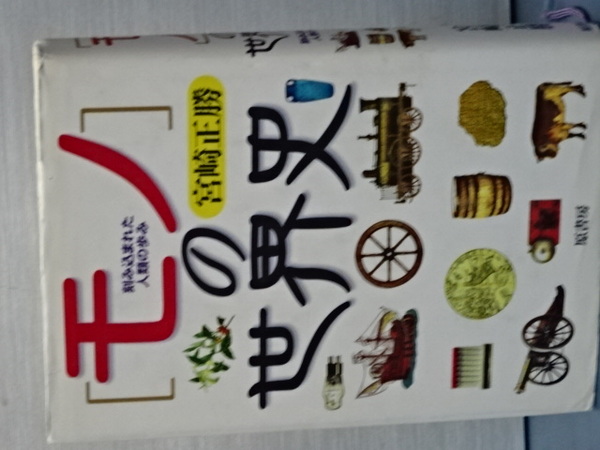 [モノ]の世界史
刻み込まれた
人類の歩み
宮崎正勝
原書房